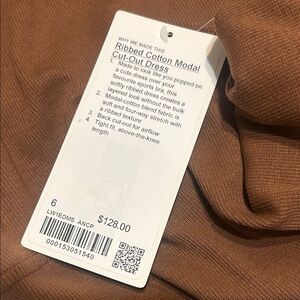 WHY WE MADE THIS
Ribbed Cotton Modal
Cut-Out Dress
1. Made to look like you popped on
a cute dress over your
favourite sports bra, this
softly ribbed dress creates a
layered look without the bulk
2. Modal-cotton blend fabric is
soft and four-way stretch with
a ribbed texture
3. Back cut-out for airflow
4. Tight fit, above-the-knee
length
6
$128.00
LW1EOMS ANCP
000153051540